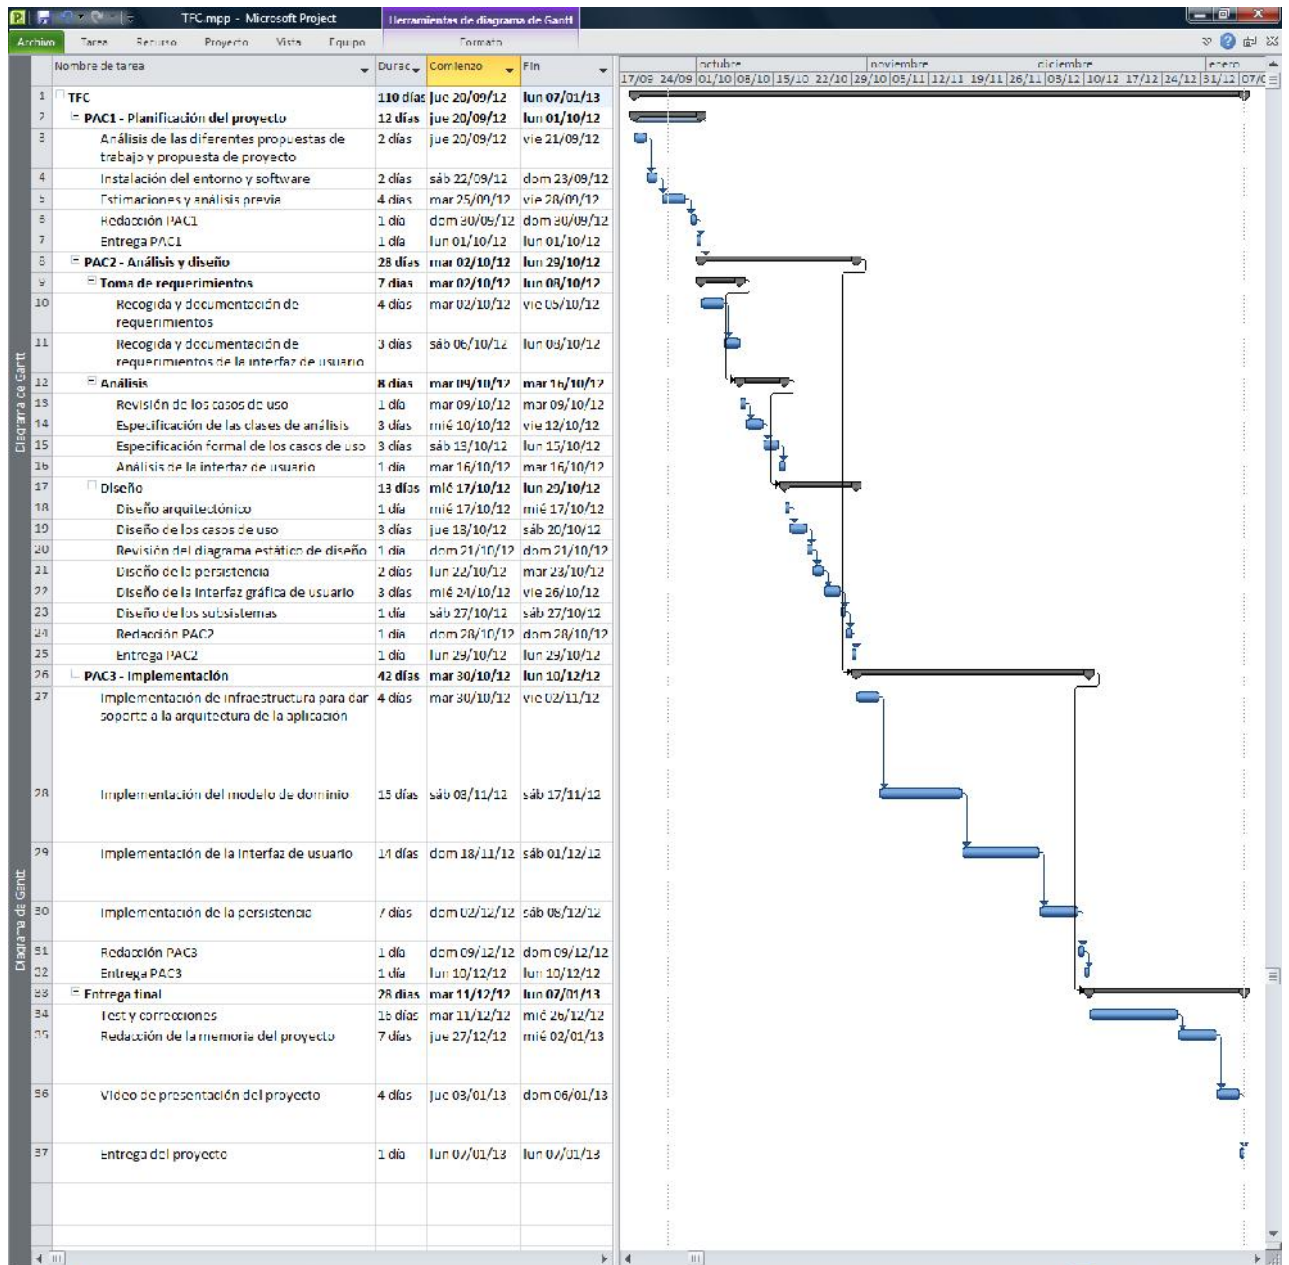 TFC.mpp - Microsoft Project
Herramientas de diagrama de Gantt
Archivo Tarea Recurso Proyecto Vista Equipo Formato
Nombre de tarea Durac Comienzo Fin
octubre noviembre diciembre enero
17/09 24/09 01/10 08/10 15/10 22/10 29/10 05/11 12/11 19/11 26/11 03/12 10/12 17/12 24/12 31/12 07/0
1 TFC 110 días jue 20/09/12 lun 07/01/13
2 PAC1 - Planificación del proyecto 12 días jue 20/09/12 lun 01/10/12
3 Análisis de las diferentes propuestas de 2 días jue 20/09/12 vie 21/09/12
trabajo y propuesta de proyecto
4 Instalación del entorno y software 2 días sáb 22/09/12 dom 23/09/12
5 Estimaciones y análisis previa 4 días mar 25/09/12 vie 28/09/12
6 Redacción PAC1 1 día dom 30/09/12 dom 30/09/12
7 Entrega PAC1 1 día lun 01/10/12 lun 01/10/12
8 PAC2 - Análisis y diseño 28 días mar 02/10/12 lun 29/10/12
9 Toma de requerimientos 7 días mar 02/10/12 lun 08/10/12
10 Recogida y documentación de 4 días mar 02/10/12 vie 05/10/12
requerimientos
11 Recogida y documentación de 3 días sáb 06/10/12 lun 08/10/12
requerimientos de la interfaz de usuario
12 Análisis 8 días mar 09/10/12 mar 16/10/12
13 Revisión de los casos de uso 1 día mar 09/10/12 mar 09/10/12
14 Especificación de las clases de análisis 3 días mié 10/10/12 vie 12/10/12
15 Especificación formal de los casos de uso 3 días sáb 13/10/12 lun 15/10/12
16 Análisis de la interfaz de usuario 1 día mar 16/10/12 mar 16/10/12
17 Diseño 13 días mié 17/10/12 lun 29/10/12
18 Diseño arquitectónico 1 día mié 17/10/12 mié 17/10/12
19 Diseño de los casos de uso 3 días jue 18/10/12 sáb 20/10/12
20 Revisión del diagrama estático de diseño 1 día dom 21/10/12 dom 21/10/12
21 Diseño de la persistencia 2 días lun 22/10/12 mar 23/10/12
22 Diseño de la interfaz gráfica de usuario 3 días mié 24/10/12 vie 26/10/12
23 Diseño de los subsistemas 1 día sáb 27/10/12 sáb 27/10/12
24 Redacción PAC2 1 día dom 28/10/12 dom 28/10/12
25 Entrega PAC2 1 día lun 29/10/12 lun 29/10/12
26 PAC3 - Implementación 42 días mar 30/10/12 lun 10/12/12
27 Implementación de infraestructura para dar 4 días mar 30/10/12 vie 02/11/12
soporte a la arquitectura de la aplicación
28 Implementación del modelo de dominio 15 días sáb 03/11/12 sáb 17/11/12
29 Implementación de la interfaz de usuario 14 días dom 18/11/12 sáb 01/12/12
30 Implementación de la persistencia 7 días dom 02/12/12 sáb 08/12/12
31 Redacción PAC3 1 día dom 09/12/12 dom 09/12/12
32 Entrega PAC3 1 día lun 10/12/12 lun 10/12/12
33 Entrega final 28 días mar 11/12/12 lun 07/01/13
34 Test y correcciones 16 días mar 11/12/12 mié 26/12/12
35 Redacción de la memoria del proyecto 7 días jue 27/12/12 mié 02/01/13
36 Vídeo de presentación del proyecto 4 días jue 03/01/13 dom 06/01/13
37 Entrega del proyecto 1 día lun 07/01/13 lun 07/01/13
Diagrama de Gantt
Diagrama de Gantt